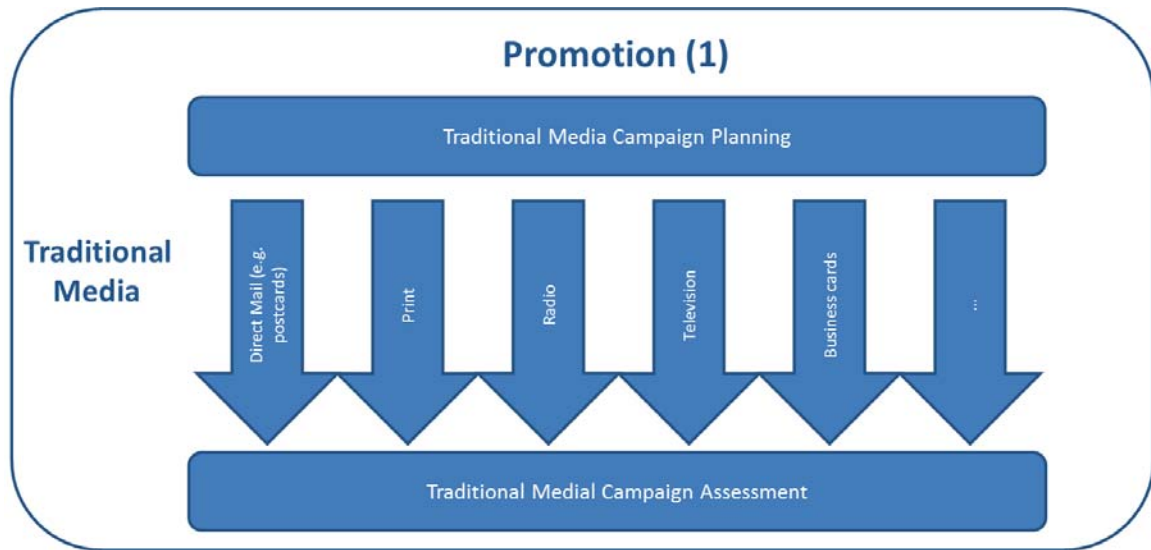 Promotion (1)
Traditional Media Campaign Planning
Traditional
Media
Direct Mail (e.g.
postcards)
Print
Radio
Television
Business cards
...
Traditional Medial Campaign Assessment